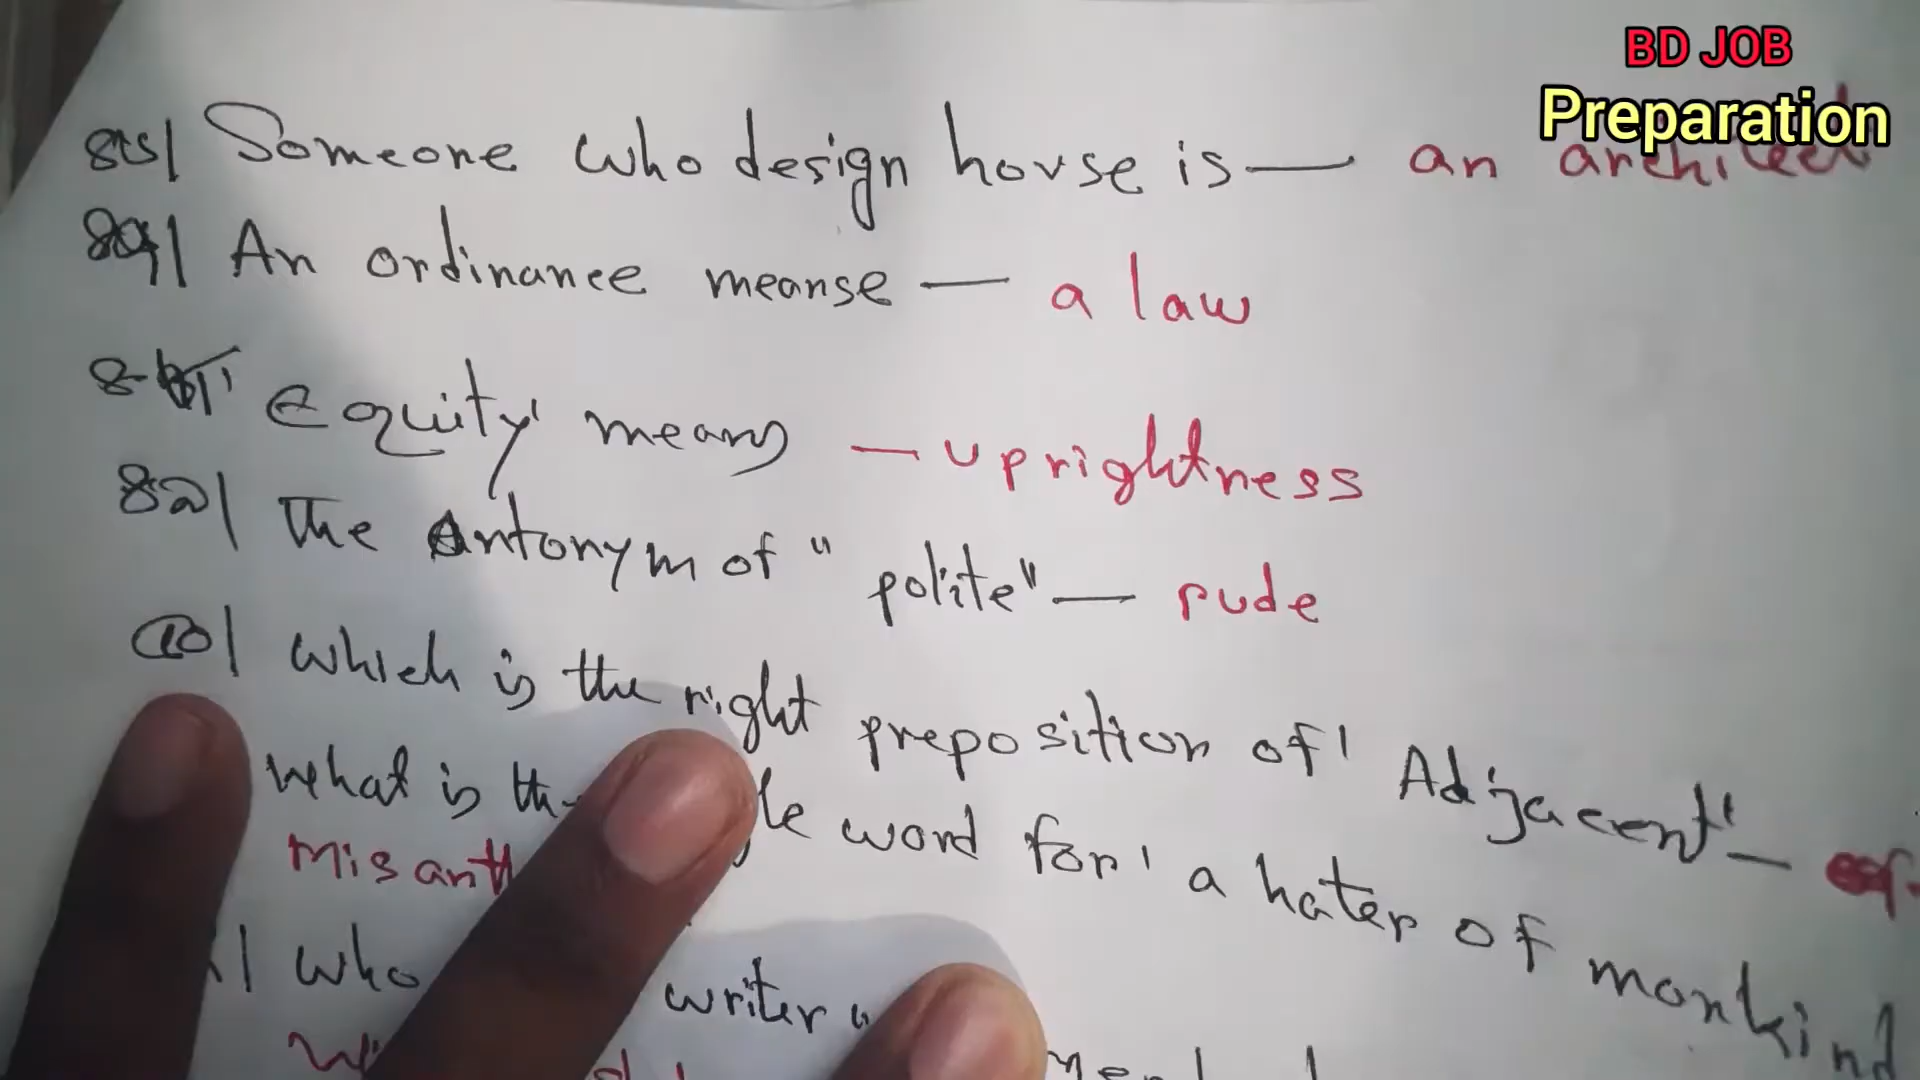 BD JOB
Preparation
৪৬। Someone who design house is — an architect
৪৭। An ordinance meanse — a law
৪৮। 'Equity' means — uprightness
৪৯। The Antonym of "polite" — rude
৫০। which is the right preposition of 'Adjacent' —
What is the word for 'a hater of mankind
who writer